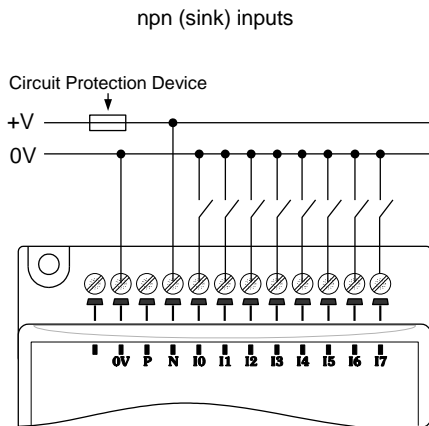 npn (sink) inputs
Circuit Protection Device
+V
0V
0V P N I0 I1 I2 I3 I4 I5 I6 I7